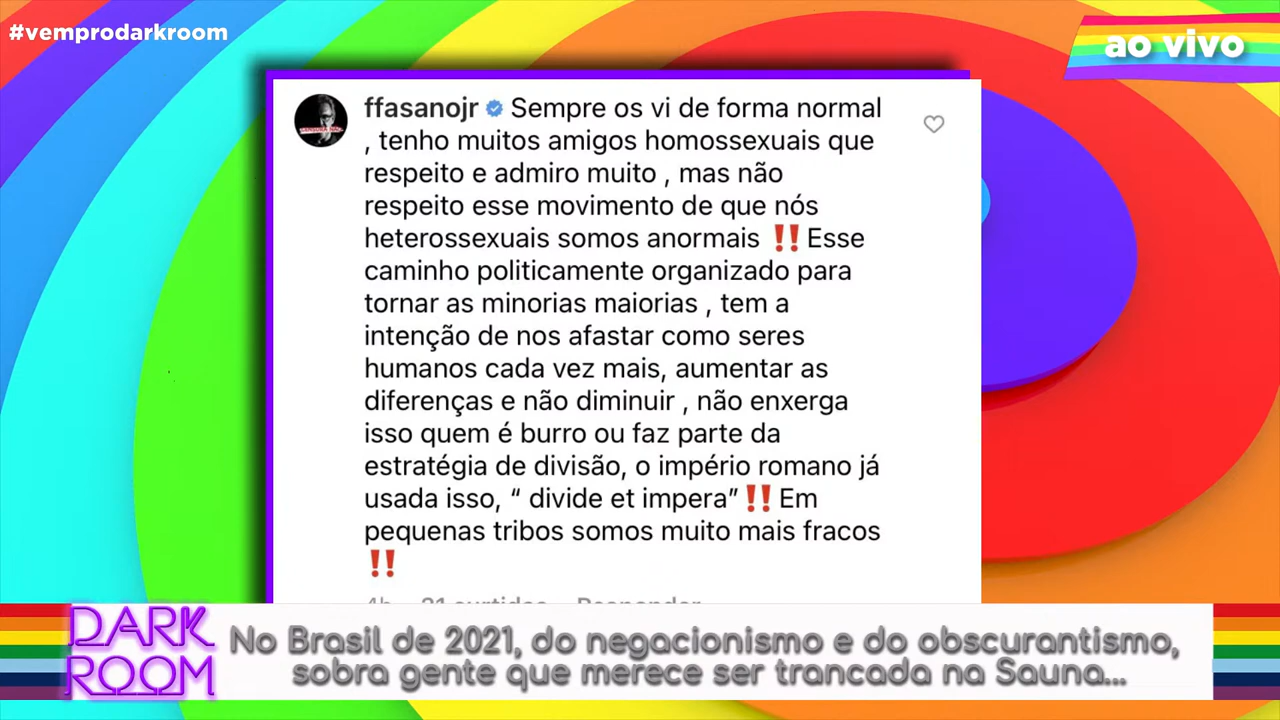 #vemprodarkroom
ao vivo
ffasanojr Sempre os vi de forma normal
, tenho muitos amigos homossexuais que
respeito e admiro muito , mas não
respeito esse movimento de que nós
heterossexuais somos anormais ‼️Esse
caminho politicamente organizado para
tornar as minorias maiorias , tem a
intenção de nos afastar como seres
humanos cada vez mais, aumentar as
diferenças e não diminuir , não enxerga
isso quem é burro ou faz parte da
estratégia de divisão, o império romano já
usada isso, “ divide et impera”‼️Em
pequenas tribos somos muito mais fracos
‼️
DARK
ROOM
No Brasil de 2021, do negacionismo e do obscurantismo,
sobra gente que merece ser trancada na Sauna...